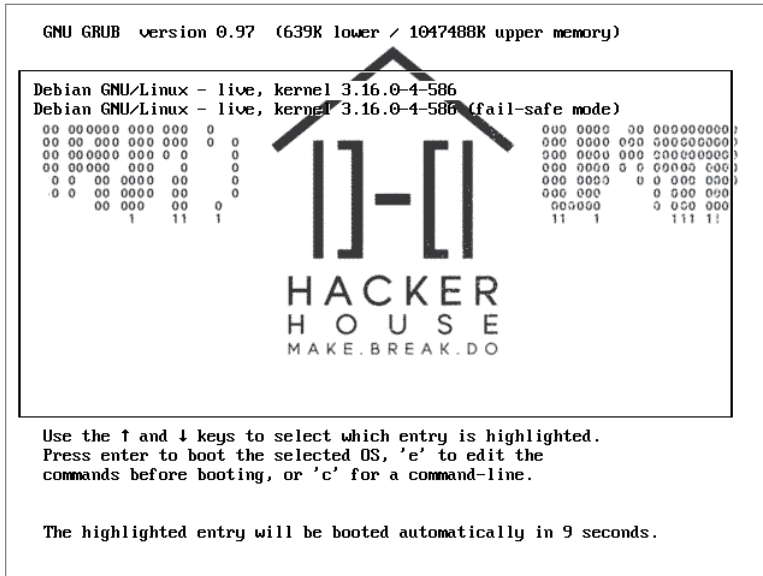 GNU GRUB version 0.97 (639K lower / 1047488K upper memory)
Debian GNU/Linux - live, kernel 3.16.0-4-586
Debian GNU/Linux - live, kernel 3.16.0-4-586 (fail-safe mode)
|]-[|
HACKER
HOUSE
MAKE.BREAK.DO
Use the ↑ and ↓ keys to select which entry is highlighted.
Press enter to boot the selected OS, 'e' to edit the
commands before booting, or 'c' for a command-line.
The highlighted entry will be booted automatically in 9 seconds.